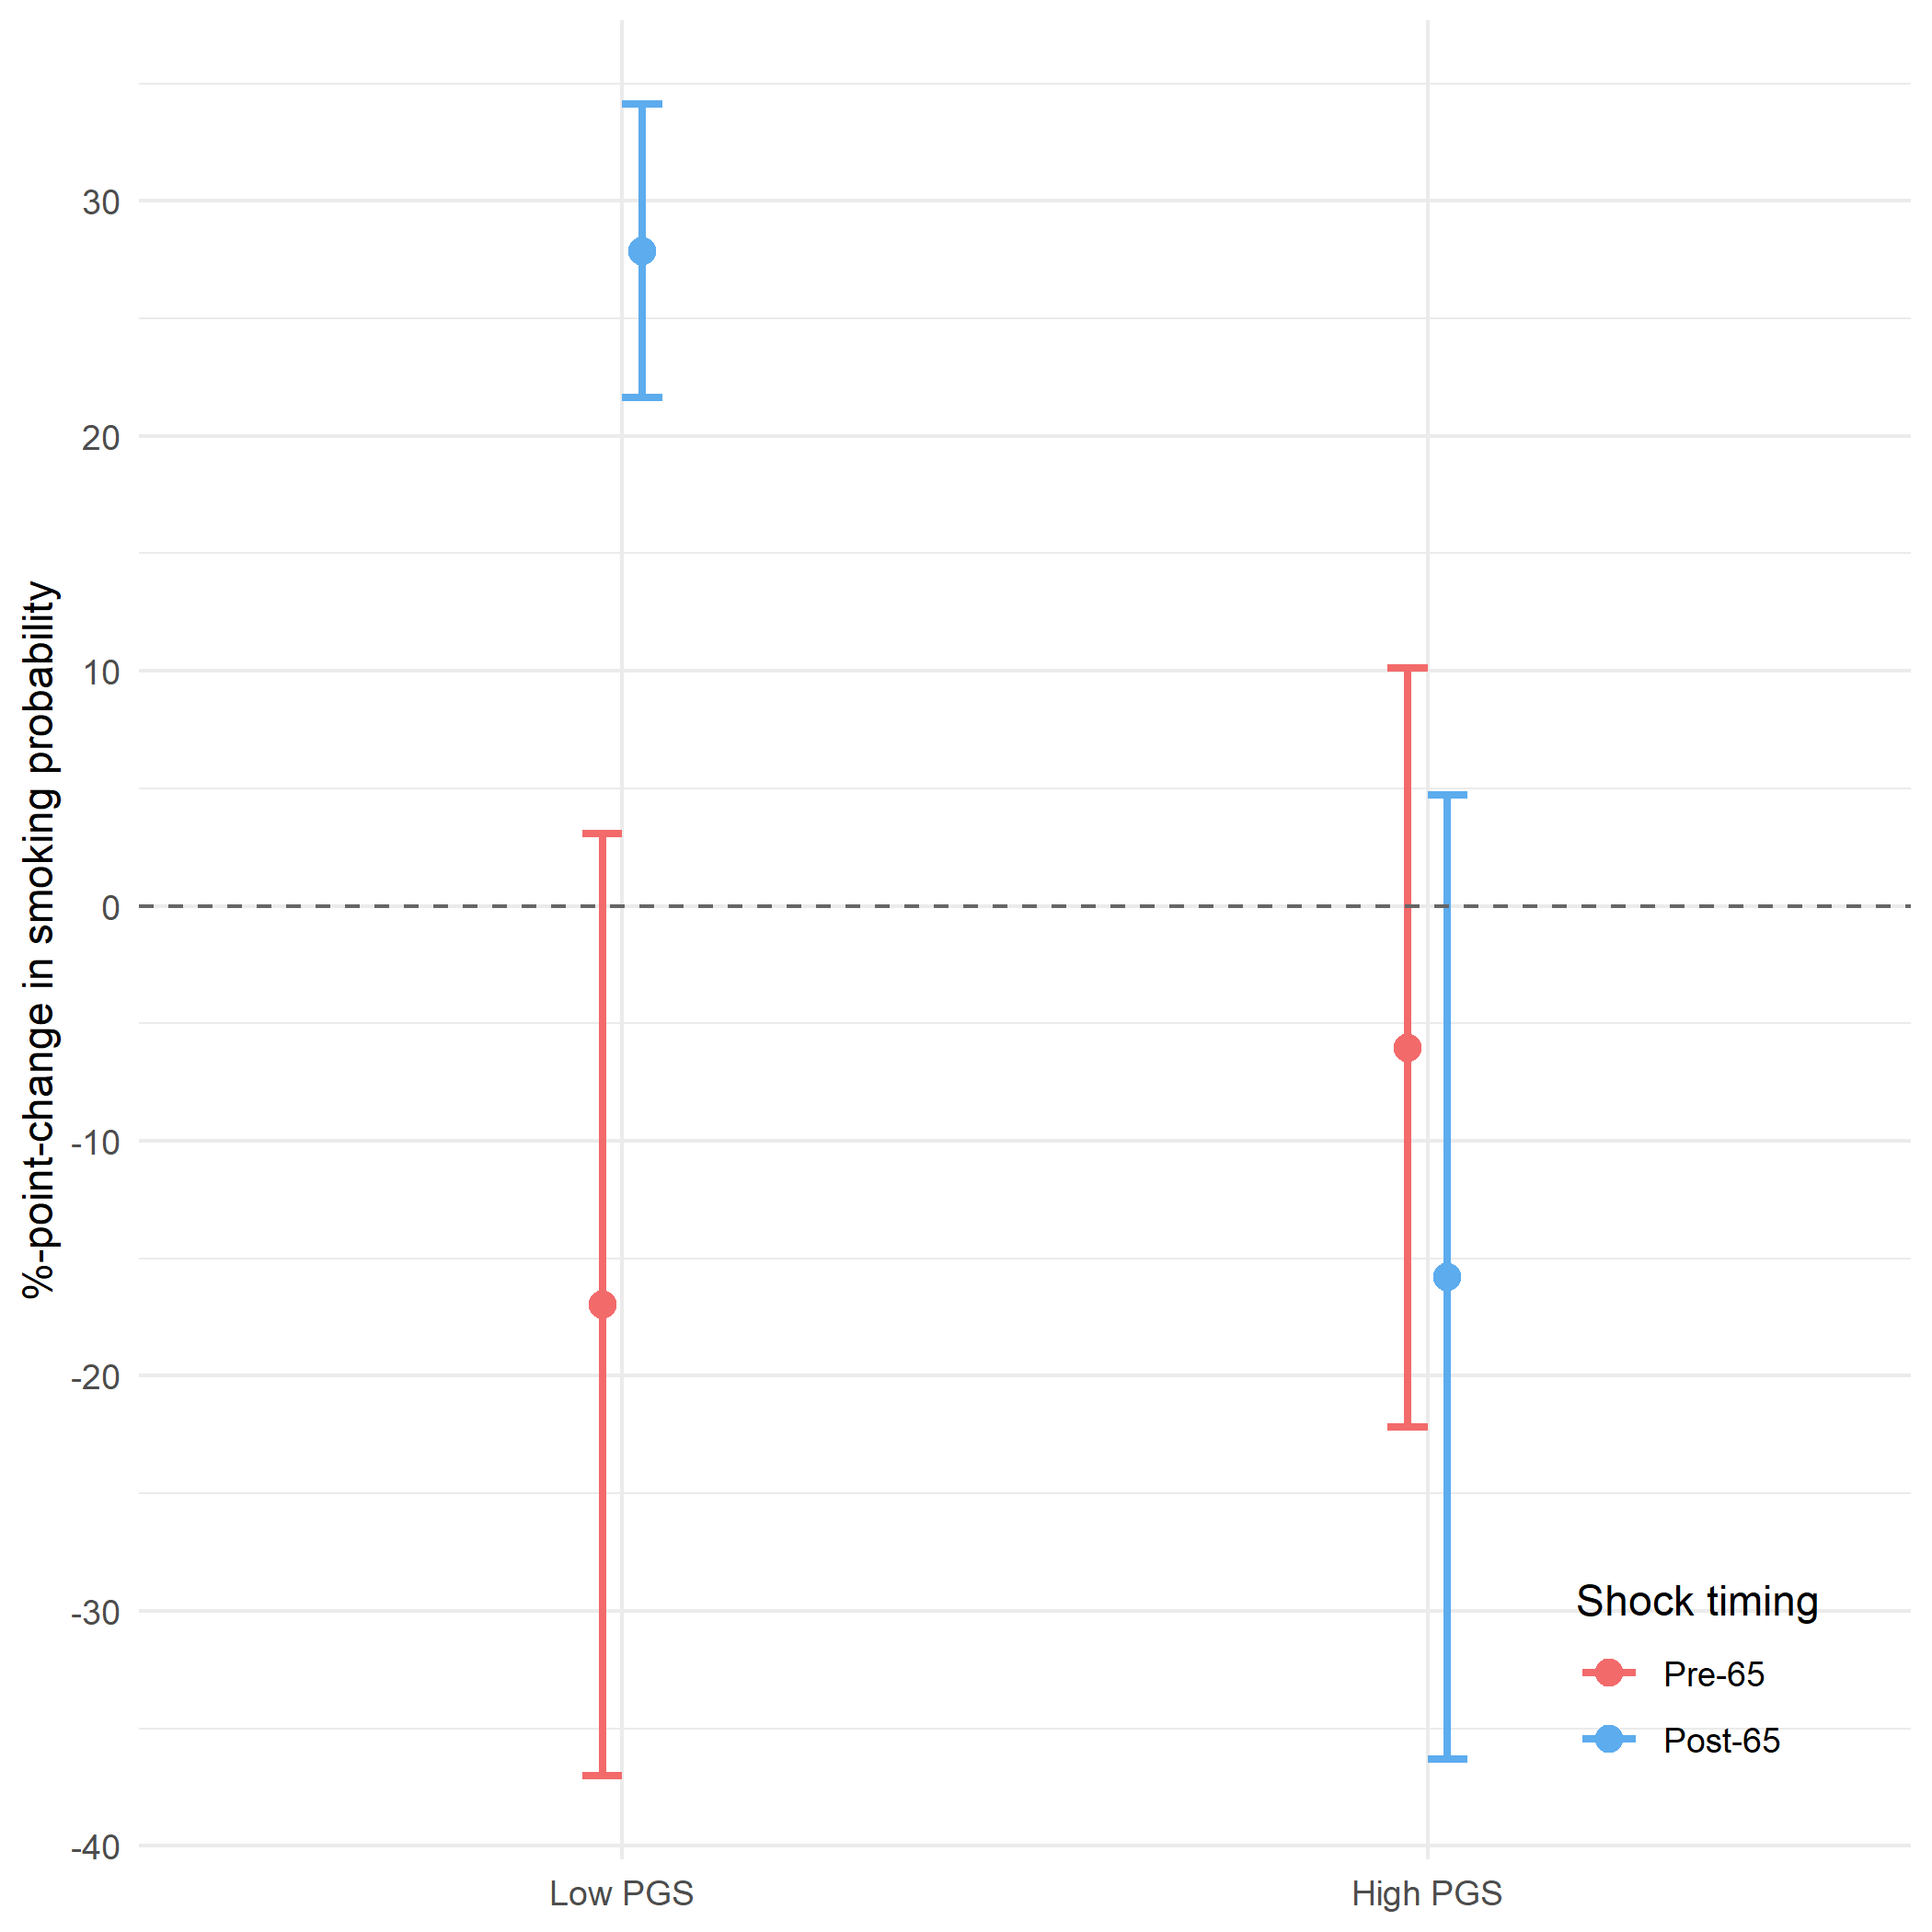 %-point-change in smoking probability
30
20
10
0
-10
-20
-30
-40
Low PGS
High PGS
Shock timing
Pre-65
Post-65